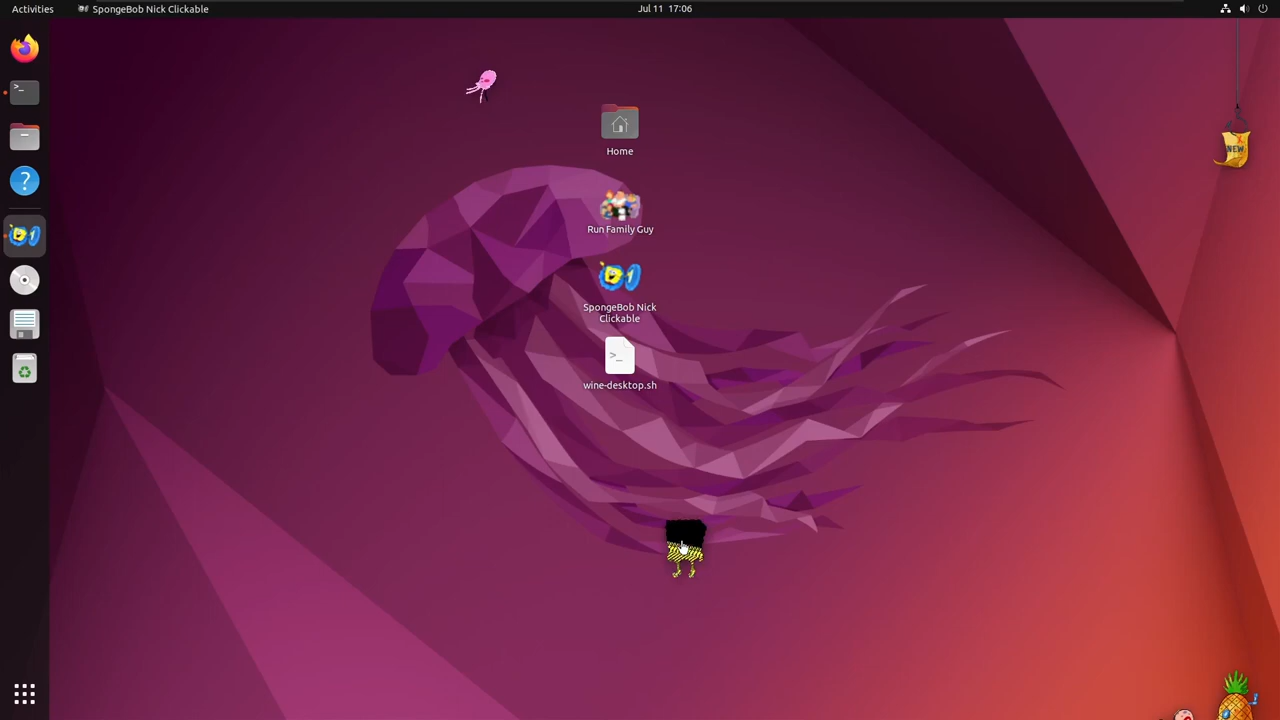 Activities
SpongeBob Nick Clickable
Jul 11 17:06
NEW
Home
Run Family Guy
SpongeBob Nick
Clickable
>_
wine-desktop.sh